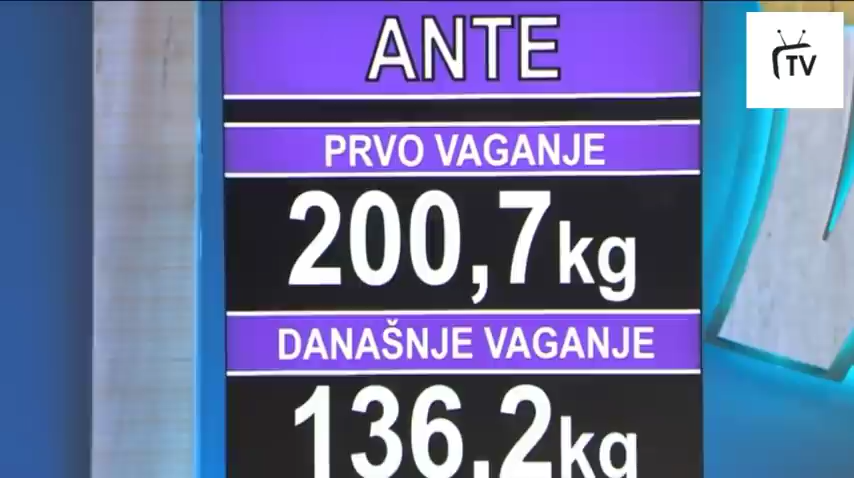 ANTE
TV
PRVO VAGANJE
200,7kg
DANAŠNJE VAGANJE
136,2kg